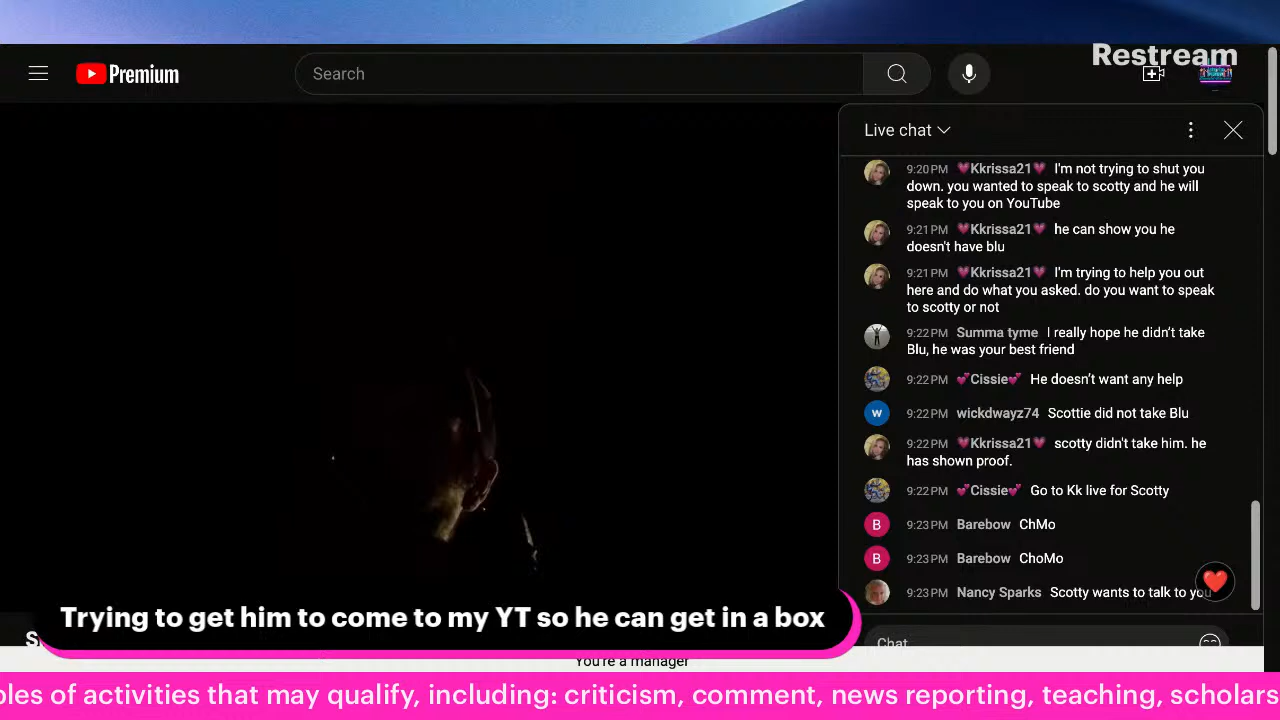 Restream
Premium
Search
Live chat
9:20 PM 💗Kkrissa21💗 I'm not trying to shut you
down. you wanted to speak to scotty and he will
speak to you on YouTube
9:21 PM 💗Kkrissa21💗 he can show you he
doesn't have blu
9:21 PM 💗Kkrissa21💗 I'm trying to help you out
here and do what you asked. do you want to speak
to scotty or not
9:22 PM Summa tyme I really hope he didn't take
Blu, he was your best friend
9:22 PM 💕Cissie💕 He doesn't want any help
W
9:22 PM wickdwayz74 Scottie did not take Blu
9:22 PM 💗Kkrissa21💗 scotty didn't take him. he
has shown proof.
9:22 PM 💕Cissie💕 Go to Kk live for Scotty
B
9:23 PM Barebow ChMo
B
9:23 PM Barebow ChoMo
9:23 PM Nancy Sparks Scotty wants to talk to you
Trying to get him to come to my YT so he can get in a box
Chat
You're a manager
ples of activities that may qualify, including: criticism, comment, news reporting, teaching, scholars